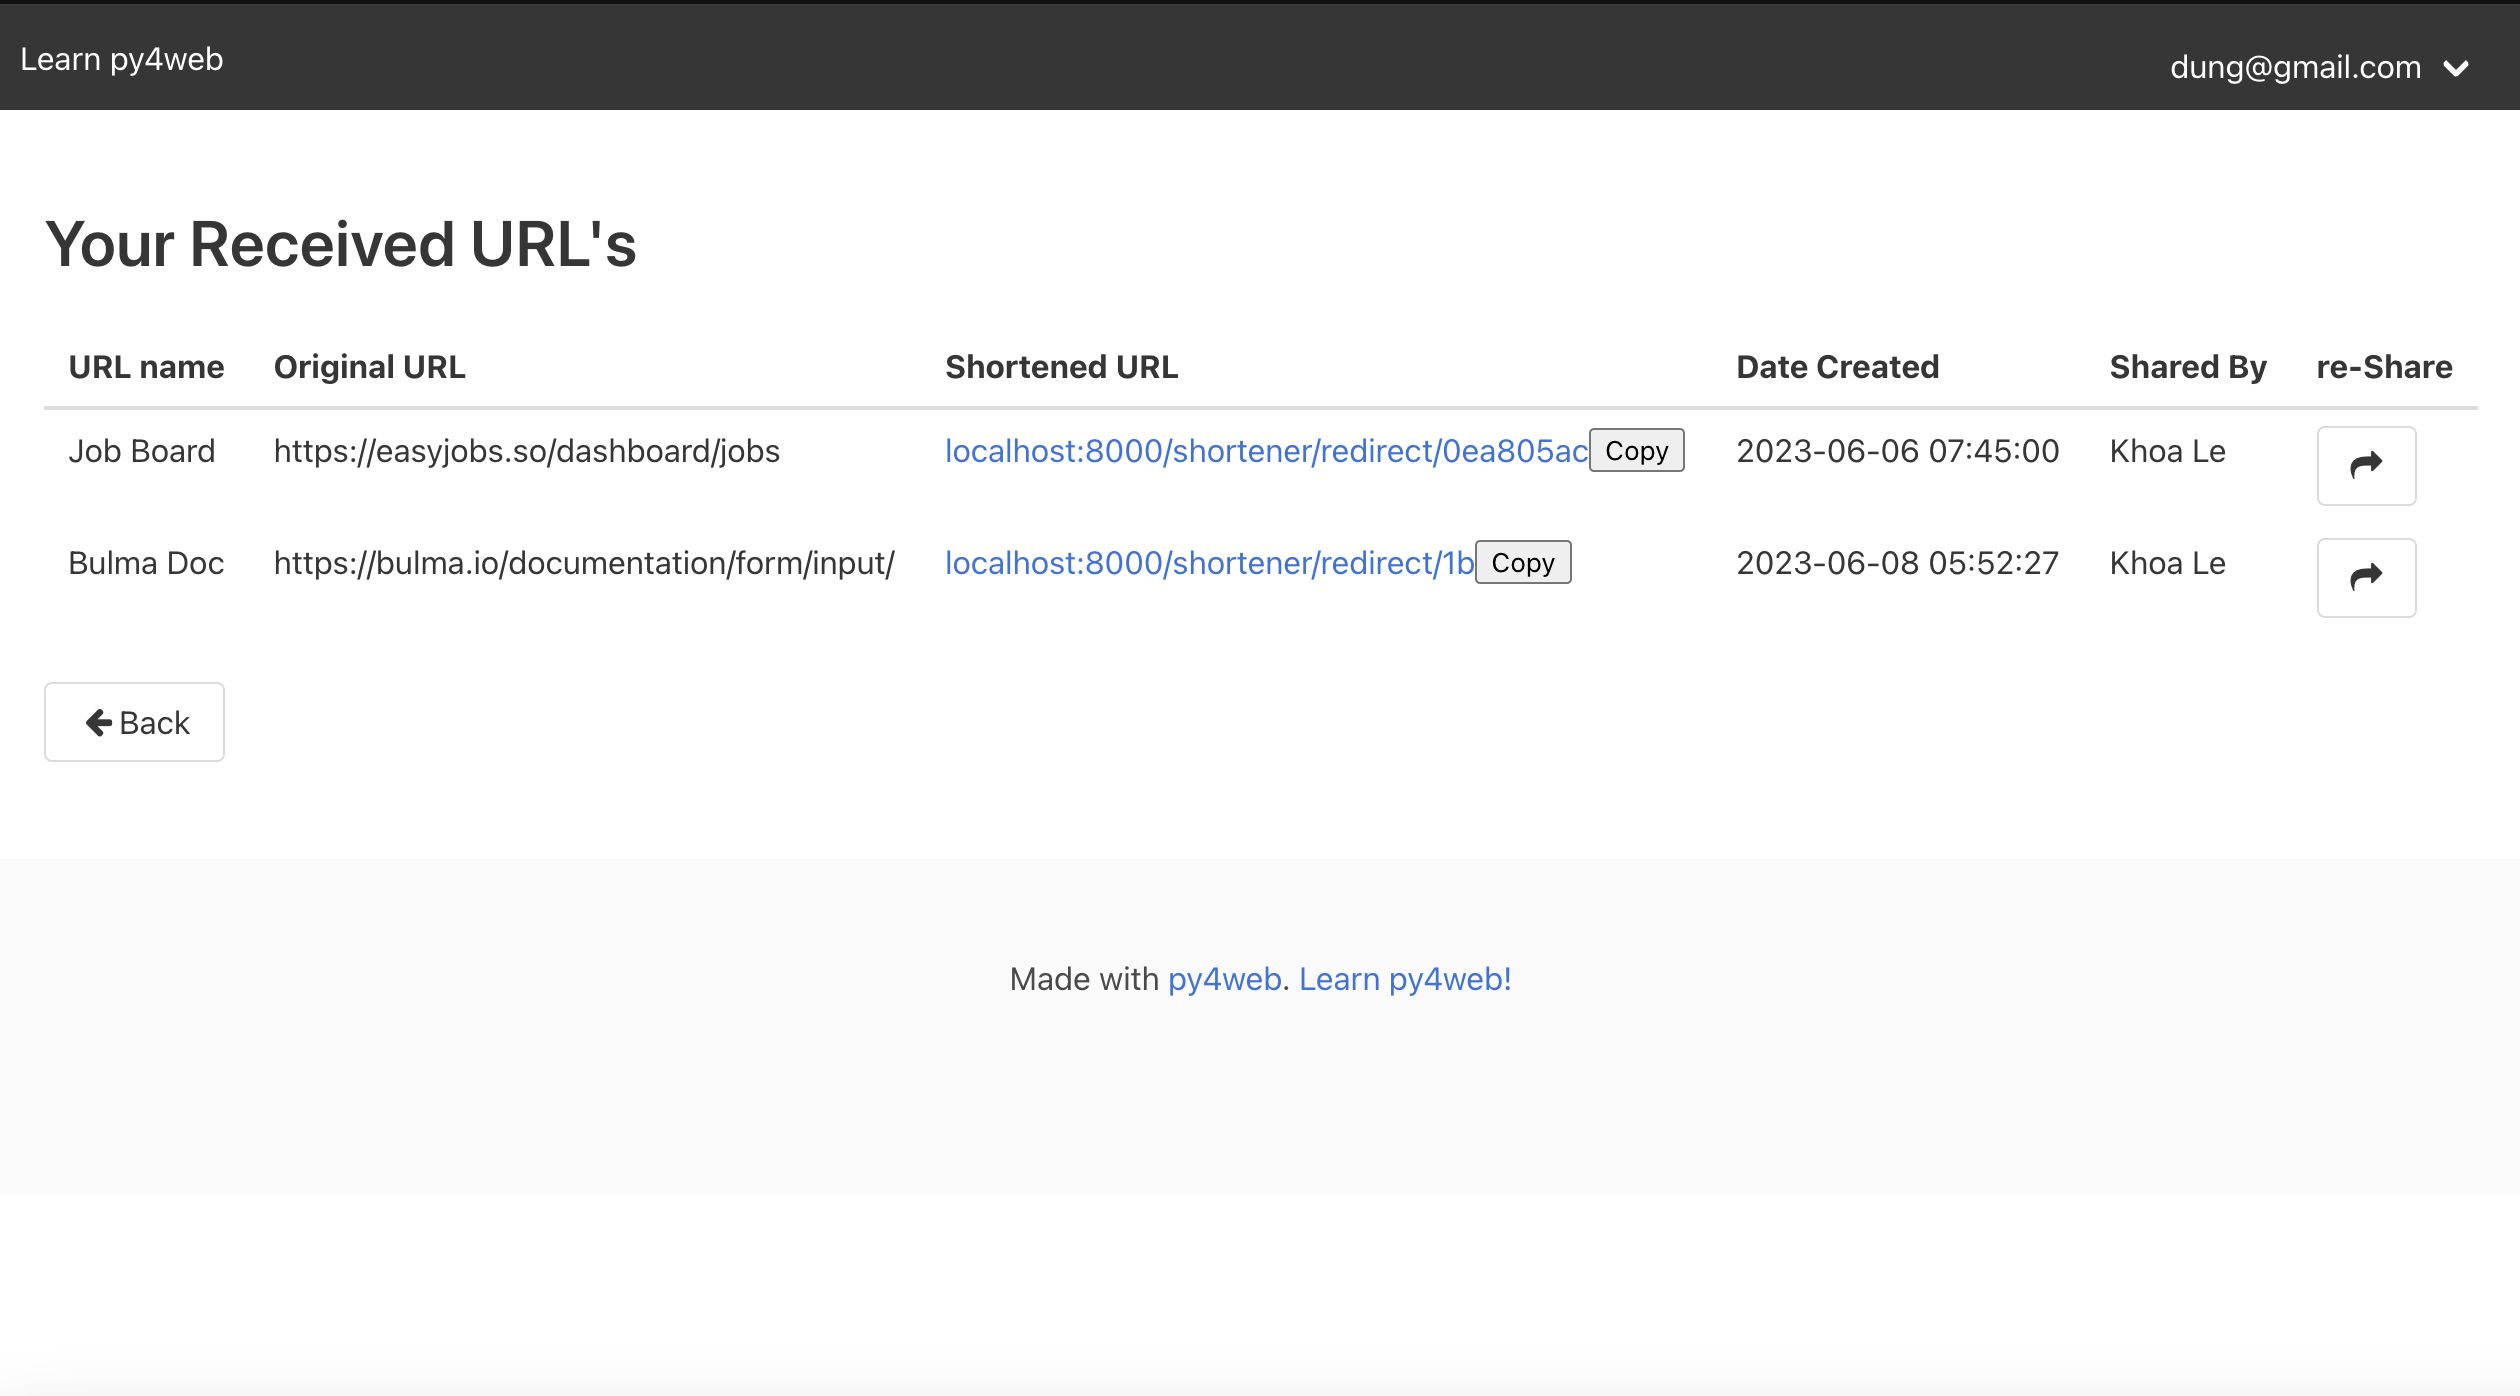 Learn py4web
dung@gmail.com
Your Received URL's
URL name Original URL Shortened URL Date Created Shared By re-Share
Job Board https://easyjobs.so/dashboard/jobs localhost:8000/shortener/redirect/0ea805ac Copy 2023-06-06 07:45:00 Khoa Le
Bulma Doc https://bulma.io/documentation/form/input/ localhost:8000/shortener/redirect/1b Copy 2023-06-08 05:52:27 Khoa Le
Back
Made with py4web. Learn py4web!